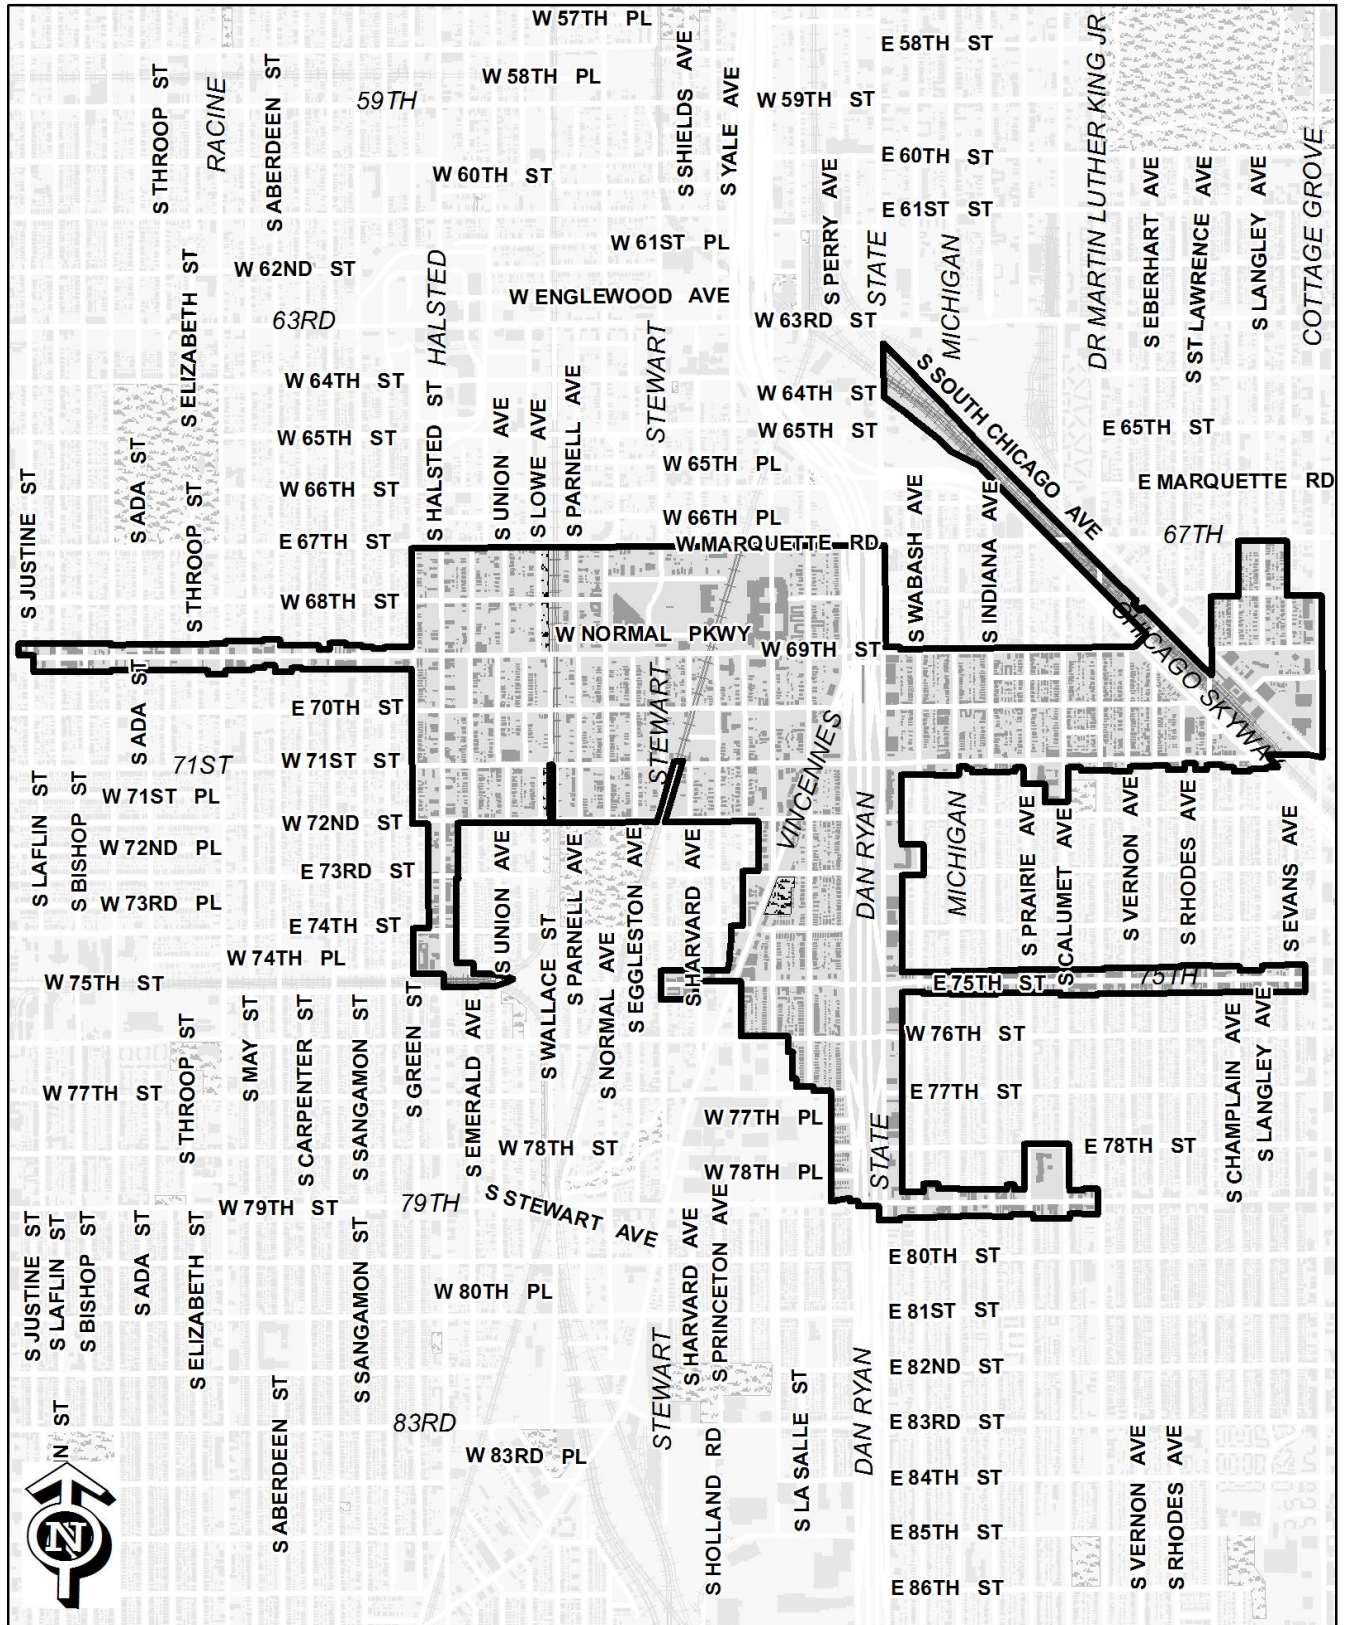 W 57TH PL
E 58TH ST
W 58TH PL
59TH
W 59TH ST
S THROOP ST
RACINE
S ABERDEEN ST
S SHIELDS AVE
S YALE AVE
DR MARTIN LUTHER KING JR
E 60TH ST
W 60TH ST
S PERRY AVE
E 61ST ST
W 61ST PL
STATE
MICHIGAN
S EBERHART AVE
S ST LAWRENCE AVE
S LANGLEY AVE
COTTAGE GROVE
S ELIZABETH ST
W 62ND ST
HALSTED
W ENGLEWOOD AVE
63RD
W 63RD ST
STEWART
W 64TH ST
W 64TH ST
S SOUTH CHICAGO AVE
S HALSTED ST
S UNION AVE
S LOWE AVE
S PARNELL AVE
W 65TH ST
W 65TH ST
E 65TH ST
W 65TH PL
S JUSTINE ST
S ADA ST
S THROOP ST
W 66TH ST
E MARQUETTE RD
W 66TH PL
S WABASH AVE
S INDIANA AVE
67TH
E 67TH ST
W MARQUETTE RD
W 68TH ST
W NORMAL PKWY
W 69TH ST
CHICAGO SKYWAY
S ADA ST
E 70TH ST
STEWART
VINCENNES
71ST
W 71ST ST
S LAFLIN ST
S BISHOP ST
W 71ST PL
W 72ND ST
W 72ND PL
E 73RD ST
W 73RD PL
S UNION AVE
S PARNELL AVE
S EGGLESTON AVE
S HARVARD AVE
DAN RYAN
MICHIGAN
S PRAIRIE AVE
S CALUMET AVE
S VERNON AVE
S RHODES AVE
S EVANS AVE
E 74TH ST
W 74TH PL
W 75TH ST
E 75TH ST
75TH
S WALLACE ST
S NORMAL AVE
S THROOP ST
S MAY ST
S CARPENTER ST
S SANGAMON ST
S GREEN ST
S EMERALD AVE
W 76TH ST
W 77TH ST
E 77TH ST
W 77TH PL
S CHAMPLAIN AVE
S LANGLEY AVE
W 78TH ST
E 78TH ST
W 78TH PL
STATE
W 79TH ST
79TH
S STEWART AVE
S JUSTINE ST
S LAFLIN ST
S BISHOP ST
S ADA ST
S ELIZABETH ST
S SANGAMON ST
S HARVARD AVE
S PRINCETON AVE
E 80TH ST
W 80TH PL
E 81ST ST
E 82ND ST
STEWART
S HOLLAND RD
S LA SALLE ST
DAN RYAN
IN ST
S ABERDEEN ST
83RD
E 83RD ST
W 83RD PL
S VERNON AVE
S RHODES AVE
E 84TH ST
N
E 85TH ST
E 86TH ST